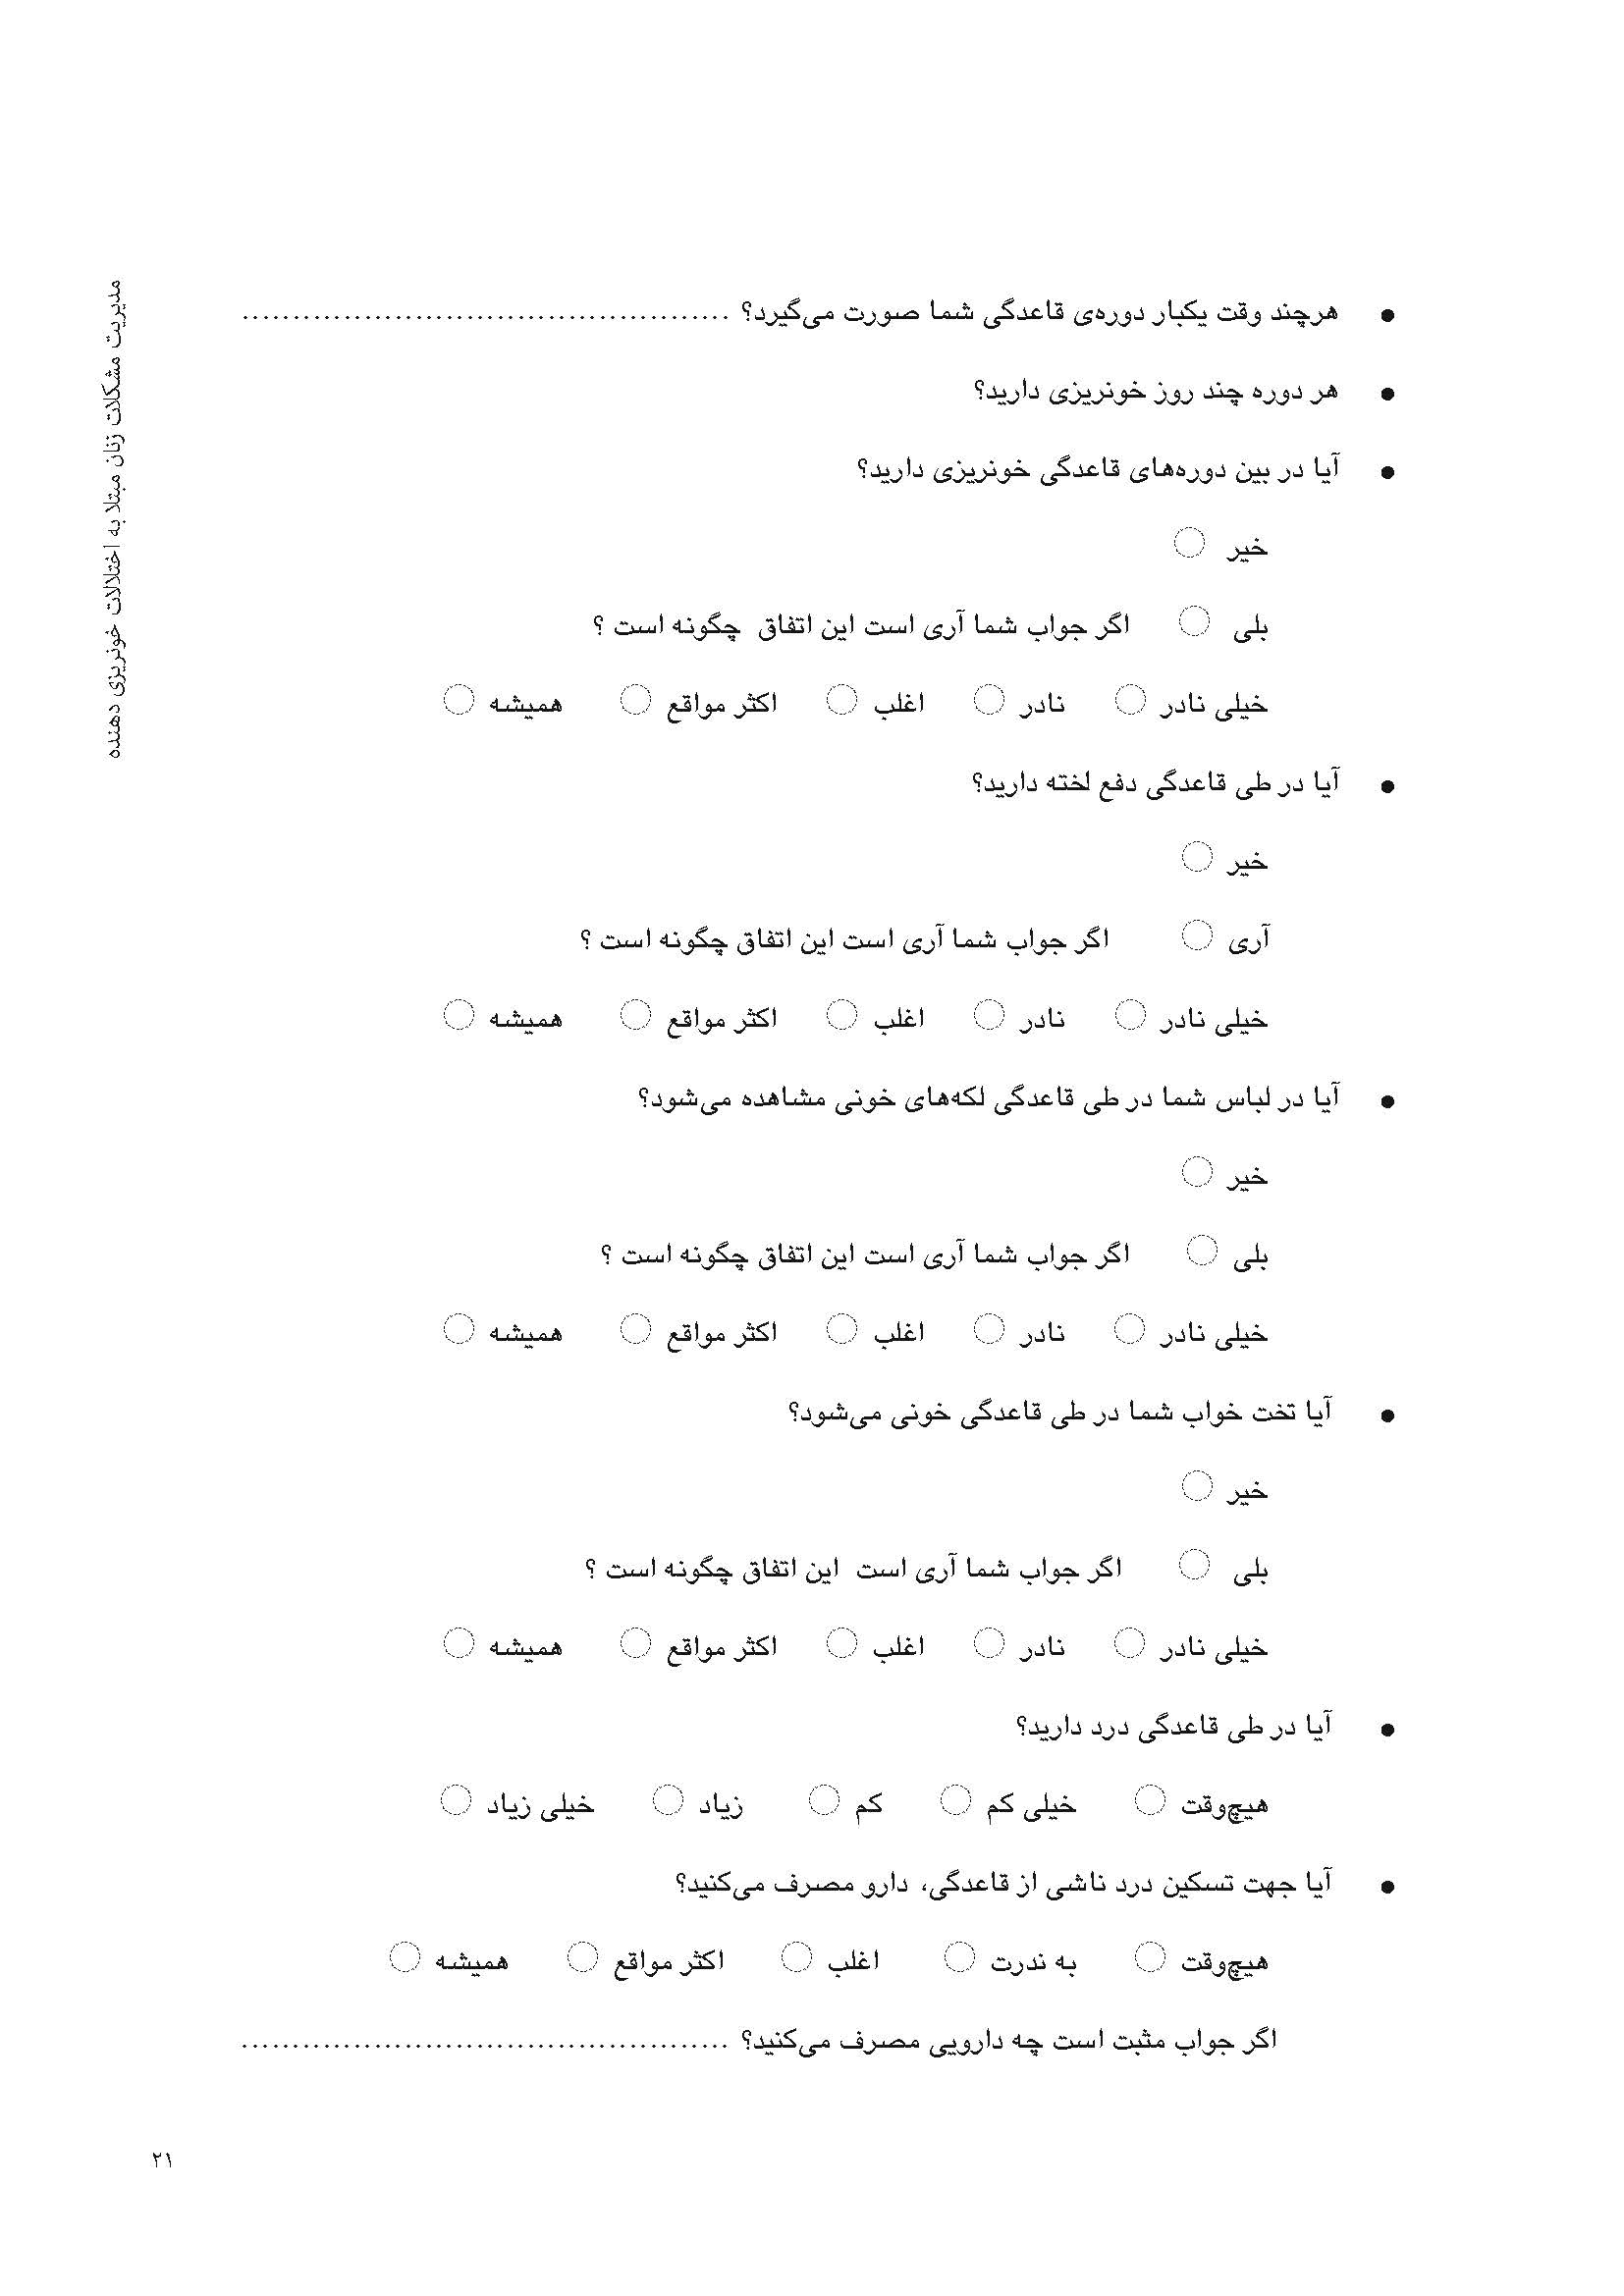 مدیریت مشکلات زنان مبتلا به اختلالات خونریزی دهنده
● هرچند وقت یکبار دوره‌ی قاعدگی شما صورت می‌گیرد؟ ................................................
● هر دوره چند روز خونریزی دارید؟
● آیا در بین دوره‌های قاعدگی خونریزی دارید؟
خیر ○
بلی ○ اگر جواب شما آری است این اتفاق چگونه است ؟
خیلی نادر ○ نادر ○ اغلب ○ اکثر مواقع ○ همیشه ○
● آیا در طی قاعدگی دفع لخته دارید؟
خیر ○
آری ○ اگر جواب شما آری است این اتفاق چگونه است ؟
خیلی نادر ○ نادر ○ اغلب ○ اکثر مواقع ○ همیشه ○
● آیا در لباس شما در طی قاعدگی لکه‌های خونی مشاهده می‌شود؟
خیر ○
بلی ○ اگر جواب شما آری است این اتفاق چگونه است ؟
خیلی نادر ○ نادر ○ اغلب ○ اکثر مواقع ○ همیشه ○
● آیا تخت خواب شما در طی قاعدگی خونی می‌شود؟
خیر ○
بلی ○ اگر جواب شما آری است این اتفاق چگونه است ؟
خیلی نادر ○ نادر ○ اغلب ○ اکثر مواقع ○ همیشه ○
● آیا در طی قاعدگی درد دارید؟
هیچ‌وقت ○ خیلی کم ○ کم ○ زیاد ○ خیلی زیاد ○
● آیا جهت تسکین درد ناشی از قاعدگی، دارو مصرف می‌کنید؟
هیچ‌وقت ○ به ندرت ○ اغلب ○ اکثر مواقع ○ همیشه ○
اگر جواب مثبت است چه دارویی مصرف می‌کنید؟ ................................................
۲۱